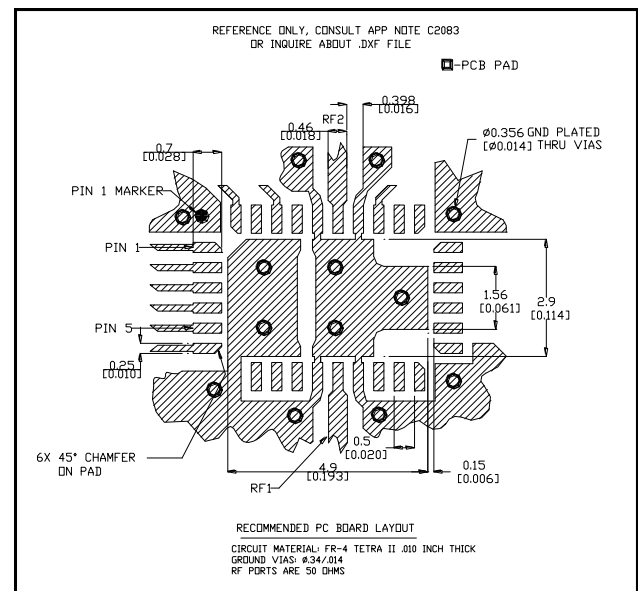 REFERENCE ONLY, CONSULT APP NOTE C2083
OR INQUIRE ABOUT .DXF FILE
-PCB PAD
0.398
[0.016]
RF2
0.46
[0.018]
Ø0.356 GND PLATED
[Ø0.014] THRU VIAS
0.7
[0.028]
PIN 1 MARKER
PIN 1
1.56
[0.061]
2.9
[0.114]
PIN 5
0.25
[0.010]
0.5
[0.020]
6X 45° CHAMFER
ON PAD
4.9
[0.193]
0.15
[0.006]
RF1
RECOMMENDED PC BOARD LAYOUT
CIRCUIT MATERIAL: FR-4 TETRA II .010 INCH THICK
GROUND VIAS: ø.34/.014
RF PORTS ARE 50 OHMS